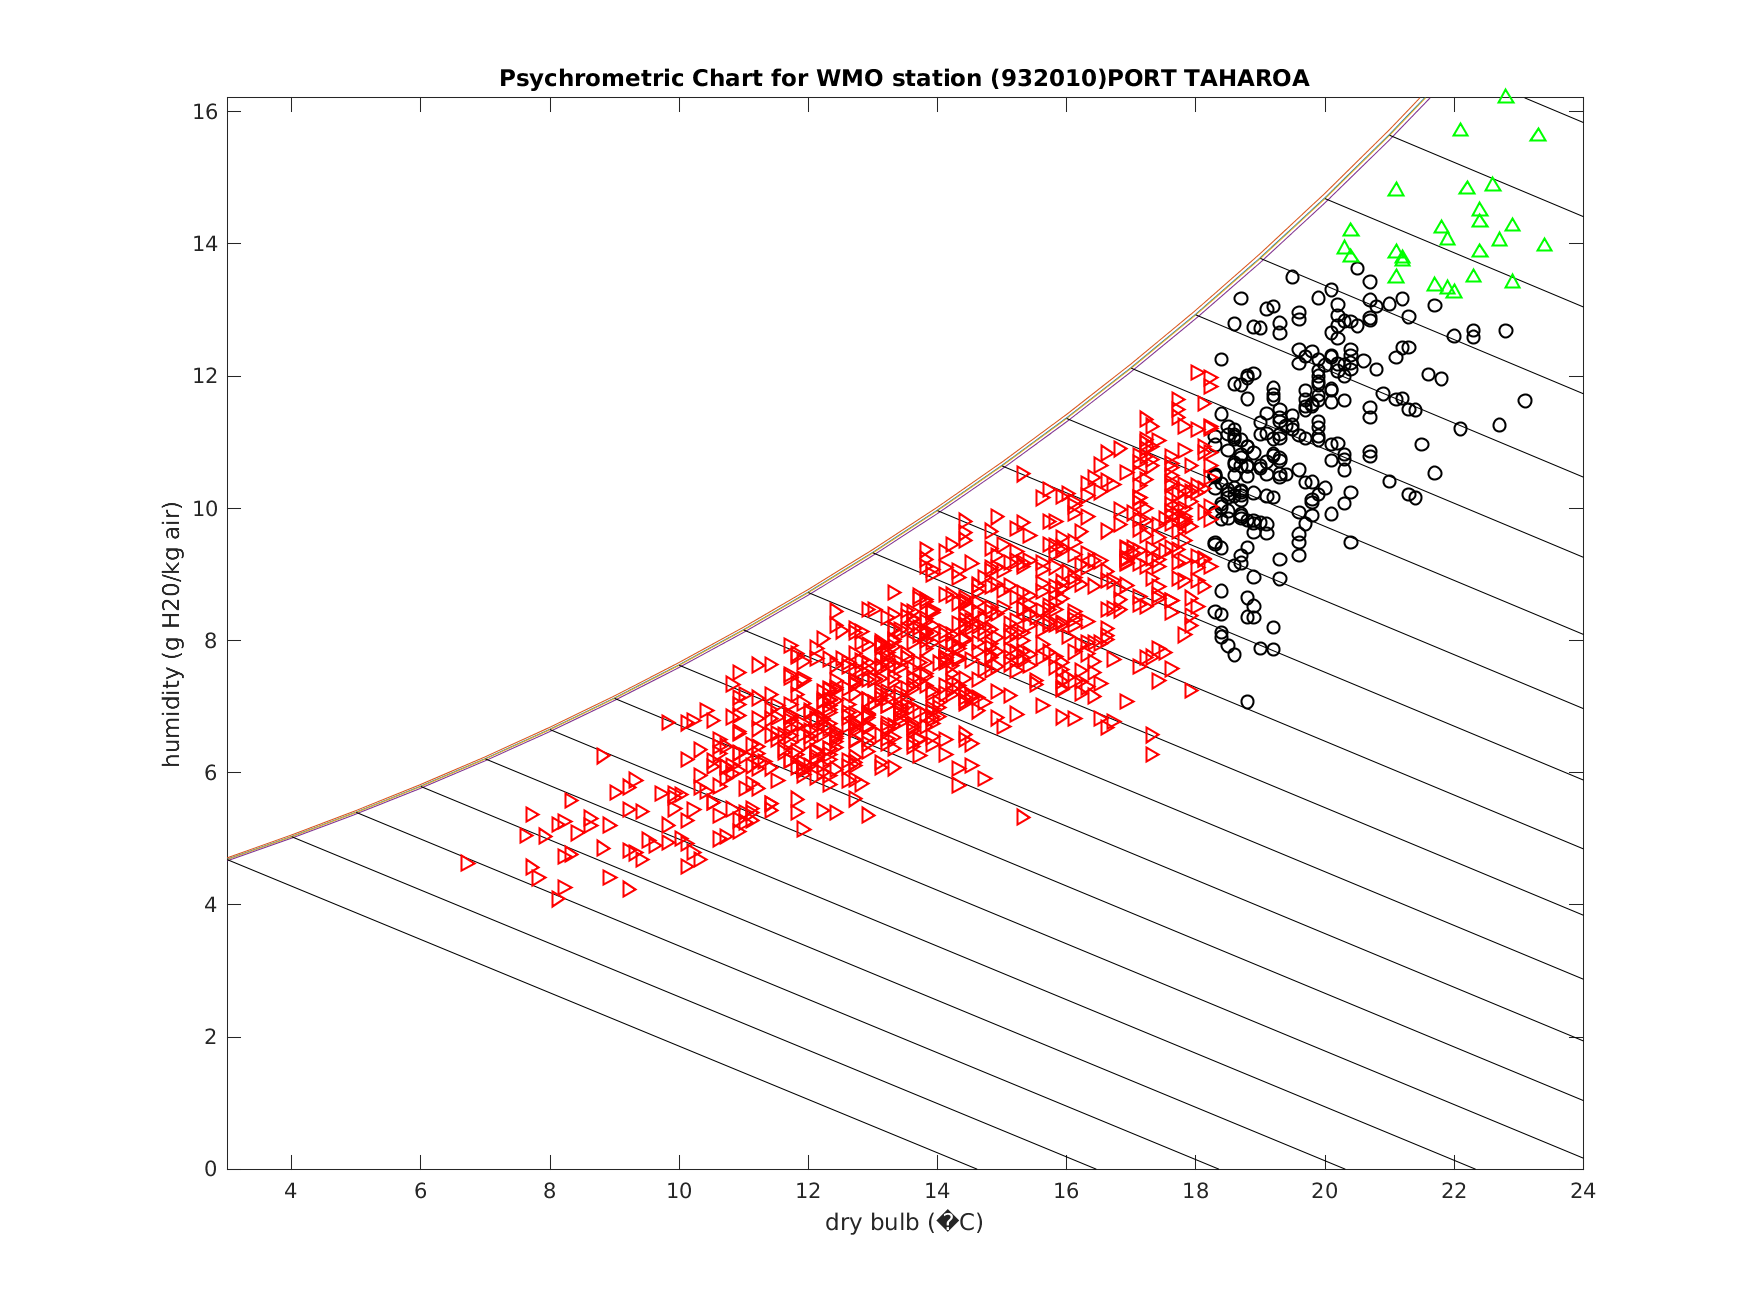 Psychrometric Chart for WMO station (932010)PORT TAHAROA
humidity (g H20/kg air)
16
14
12
10
8
6
4
2
0
4 6 8 10 12 14 16 18 20 22 24
dry bulb (�C)